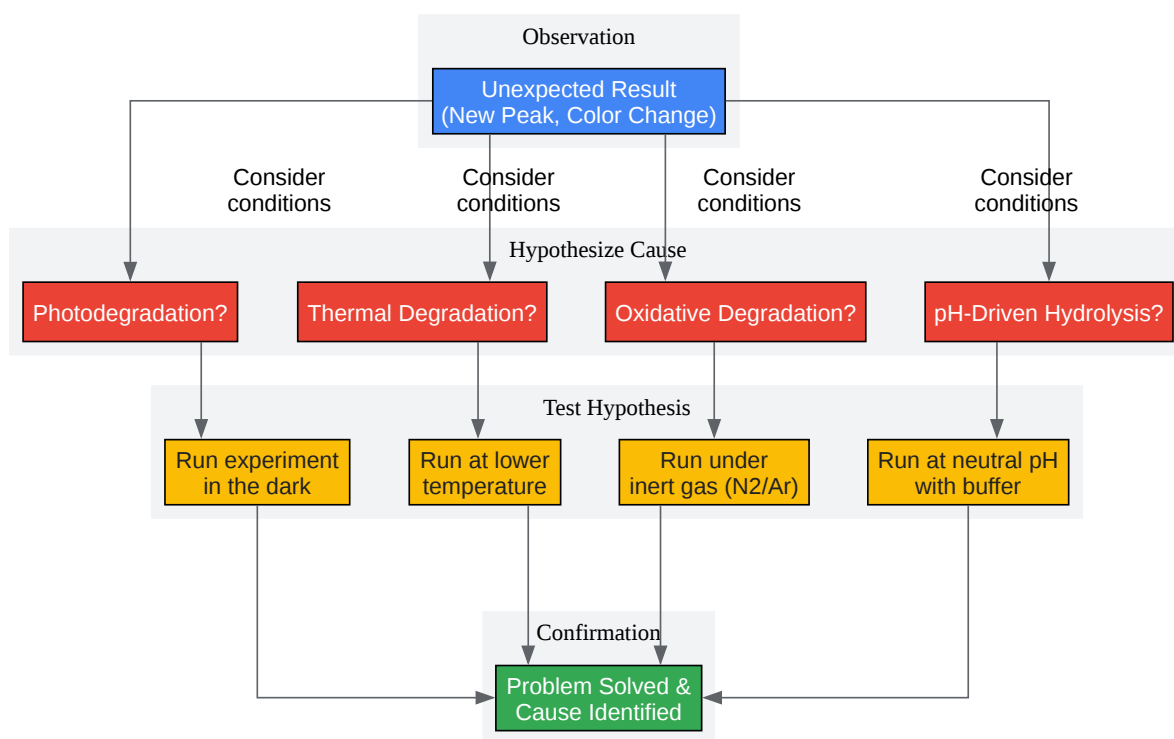 Observation
Unexpected Result
(New Peak, Color Change)
Consider
conditions
Consider
conditions
Consider
conditions
Consider
conditions
Hypothesize Cause
Photodegradation?
Thermal Degradation?
Oxidative Degradation?
pH-Driven Hydrolysis?
Test Hypothesis
Run experiment
in the dark
Run at lower
temperature
Run under
inert gas (N2/Ar)
Run at neutral pH
with buffer
Confirmation
Problem Solved &
Cause Identified